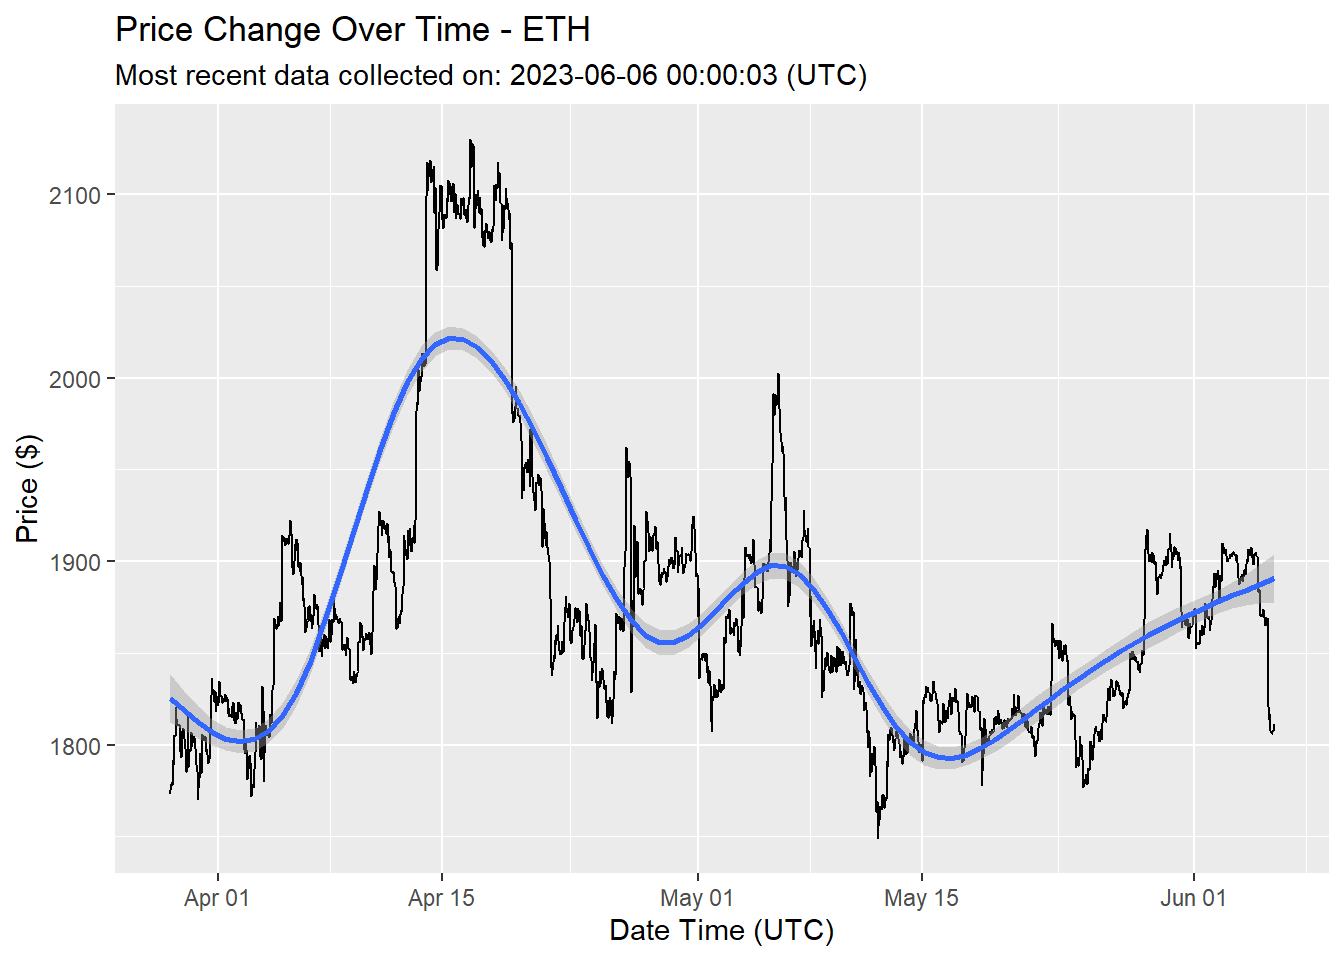 Price Change Over Time - ETH
Most recent data collected on: 2023-06-06 00:00:03 (UTC)
Price ($)
2100
2000
1900
1800
Apr 01
Apr 15
May 01
May 15
Jun 01
Date Time (UTC)